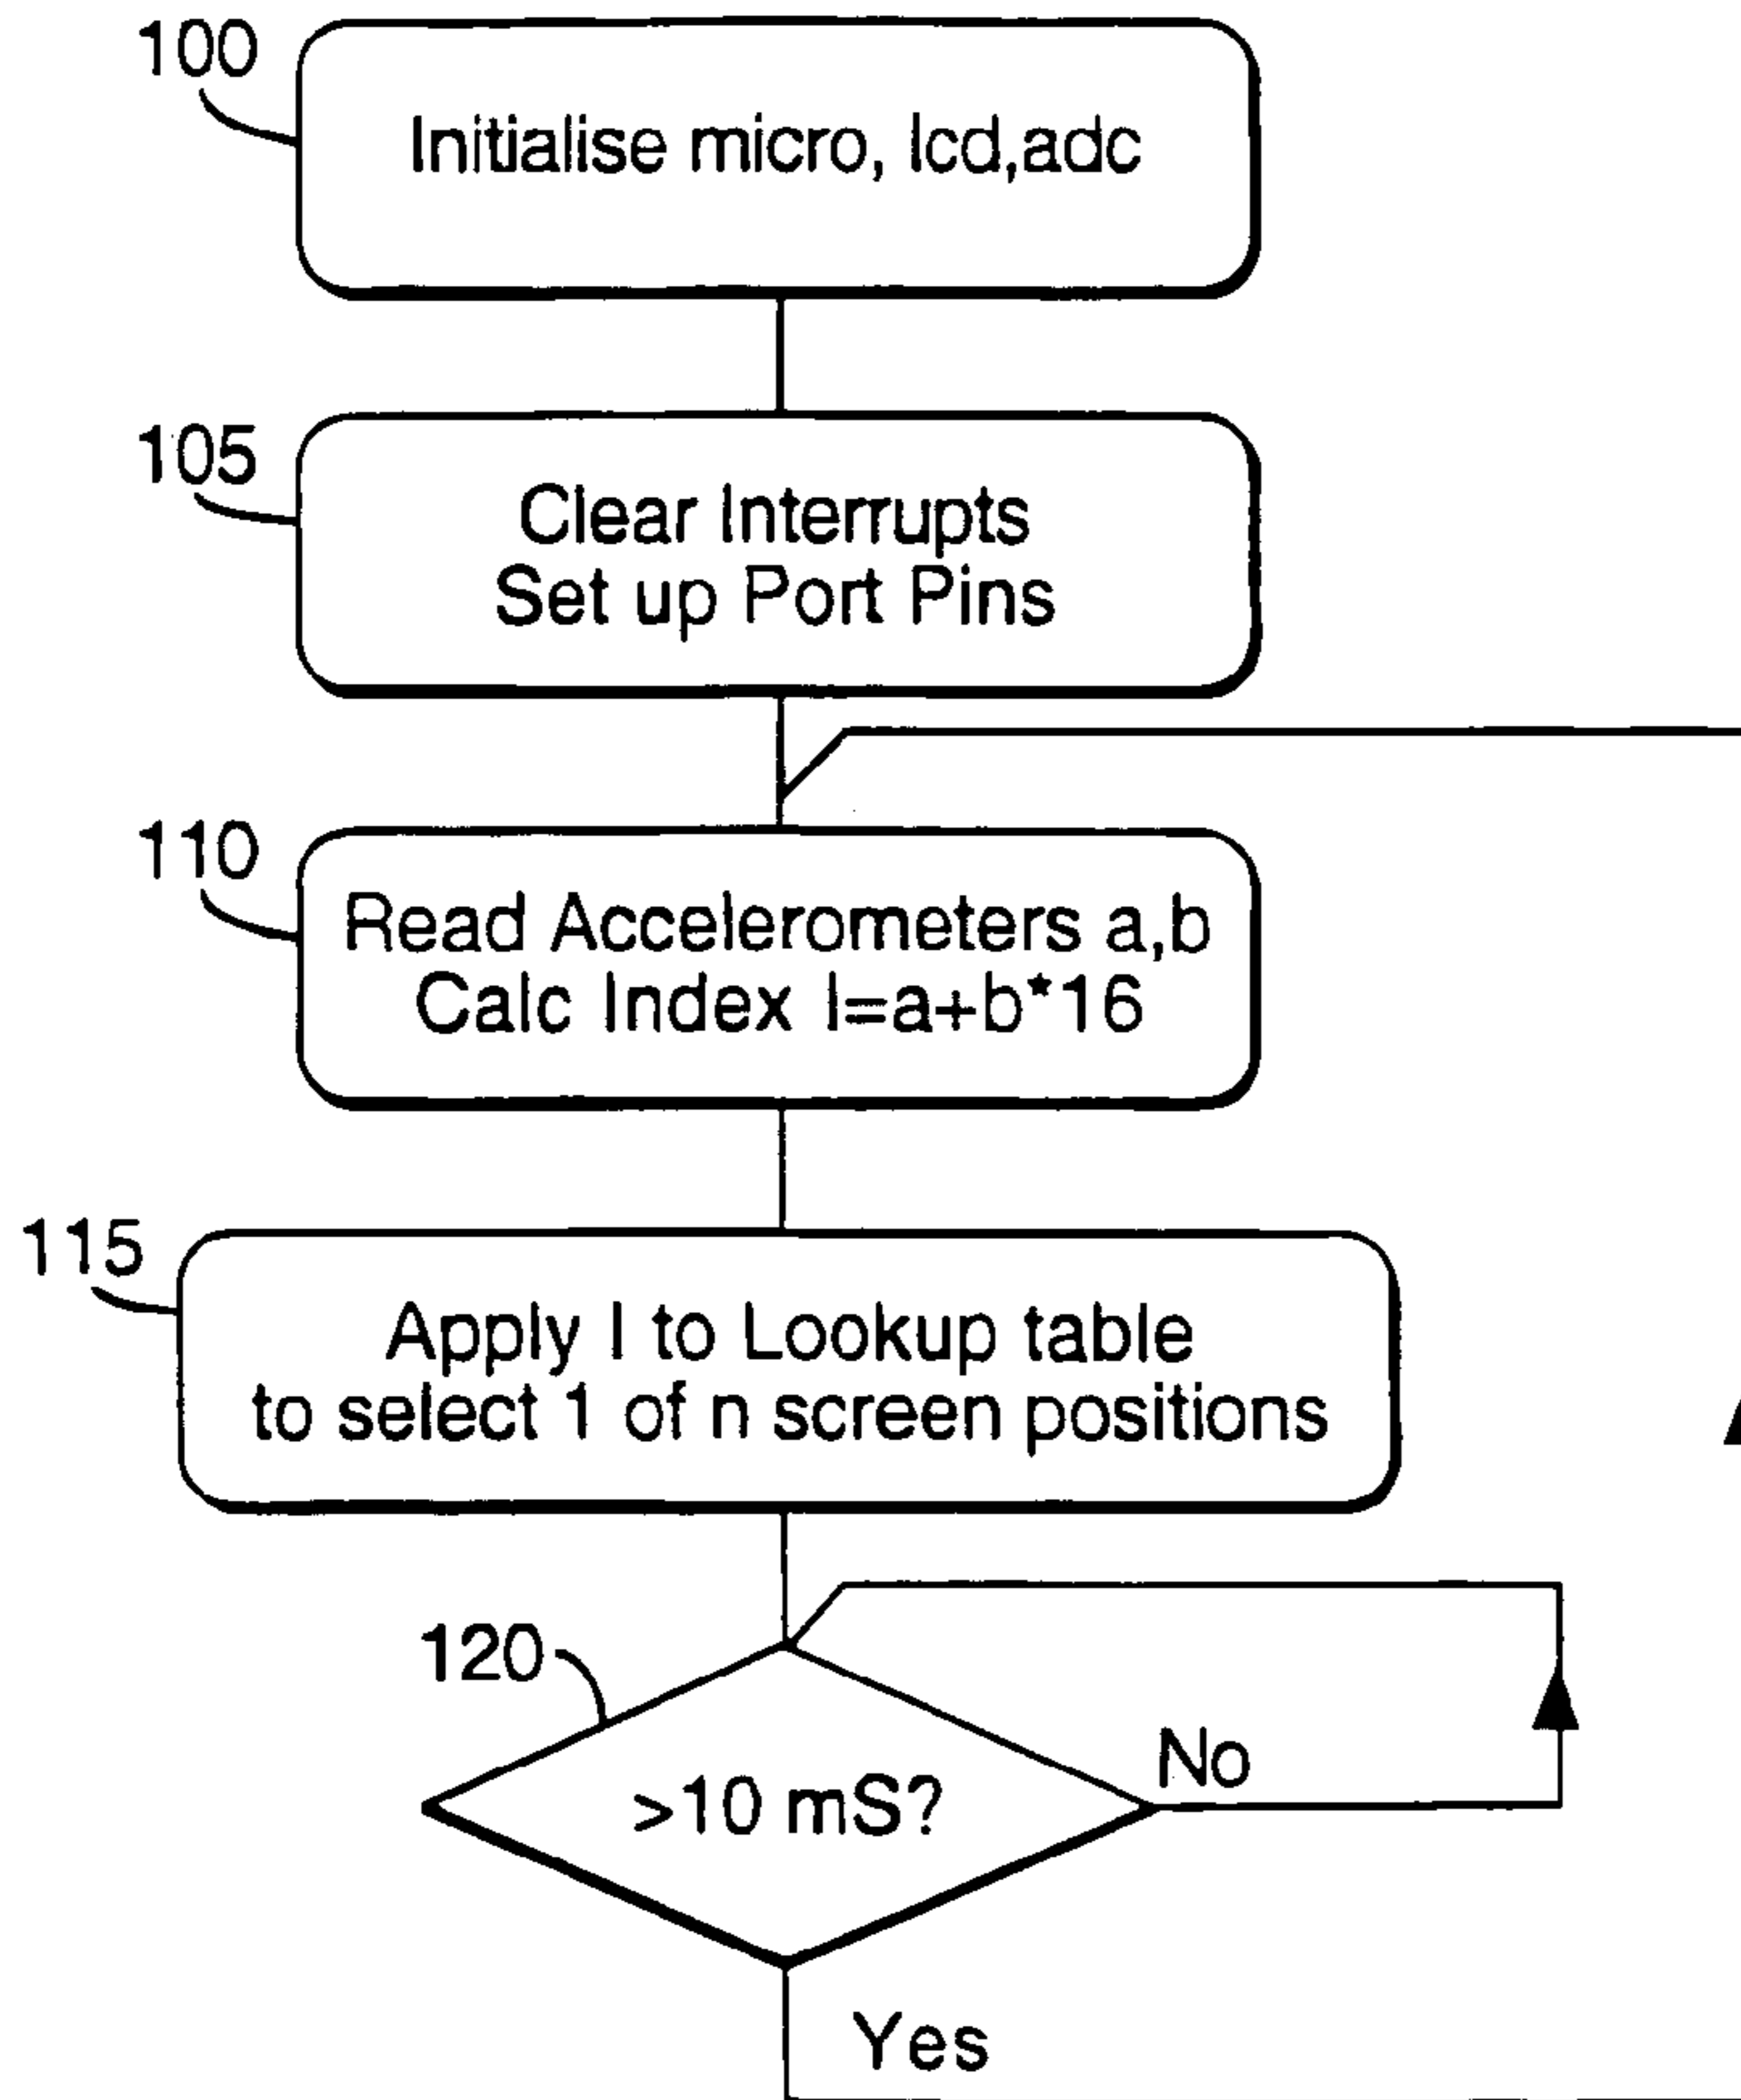 100
Initialise micro, lcd,adc
105
Clear Interrupts
Set up Port Pins
110
Read Accelerometers a,b
Calc Index I=a+b*16
115
Apply I to Lookup table
to select 1 of n screen positions
120
>10 mS?
No
Yes